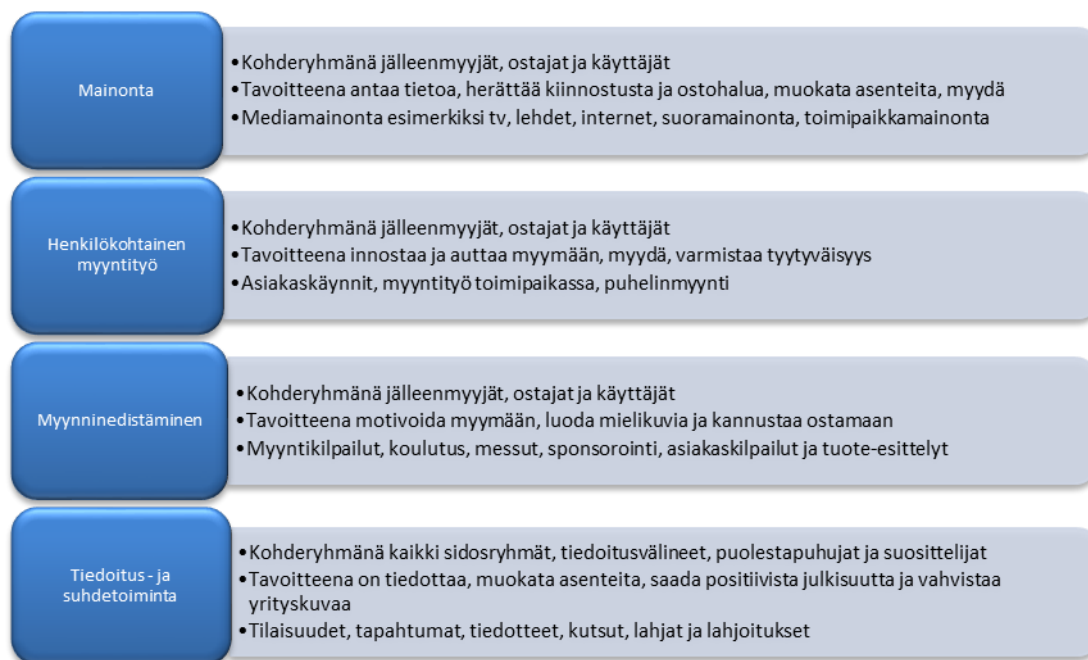 Mainonta
•Kohderyhmänä jälleenmyyjät, ostajat ja käyttäjät
•Tavoitteena antaa tietoa, herättää kiinnostusta ja ostohalua, muokata asenteita, myydä
•Mediamainonta esimerkiksi tv, lehdet, internet, suoramainonta, toimipaikkamainonta
Henkilökohtainen
myyntityö
•Kohderyhmänä jälleenmyyjät, ostajat ja käyttäjät
•Tavoitteena innostaa ja auttaa myymään, myydä, varmistaa tyytyväisyys
•Asiakaskäynnit, myyntityö toimipaikassa, puhelinmyynti
Myynninedistäminen
•Kohderyhmänä jälleenmyyjät, ostajat ja käyttäjät
•Tavoitteena motivoida myymään, luoda mielikuvia ja kannustaa ostamaan
•Myyntikilpailut, koulutus, messut, sponsorointi, asiakaskilpailut ja tuote-esittelyt
Tiedoitus - ja
suhdetoiminta
•Kohderyhmänä kaikki sidosryhmät, tiedoitusvälineet, puolestapuhujat ja suosittelijat
•Tavoitteena on tiedottaa, muokata asenteita, saada positiivista julkisuutta ja vahvistaa
yrityskuvaa
•Tilaisuudet, tapahtumat, tiedotteet, kutsut, lahjat ja lahjoitukset